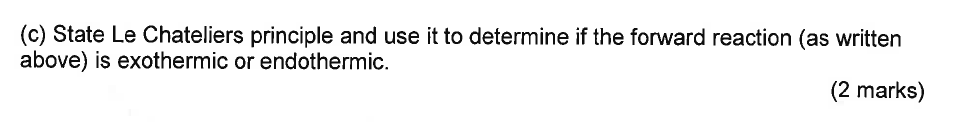 (c) State Le Chateliers principle and use it to determine if the forward reaction (as written
above) is exothermic or endothermic.
(2 marks)